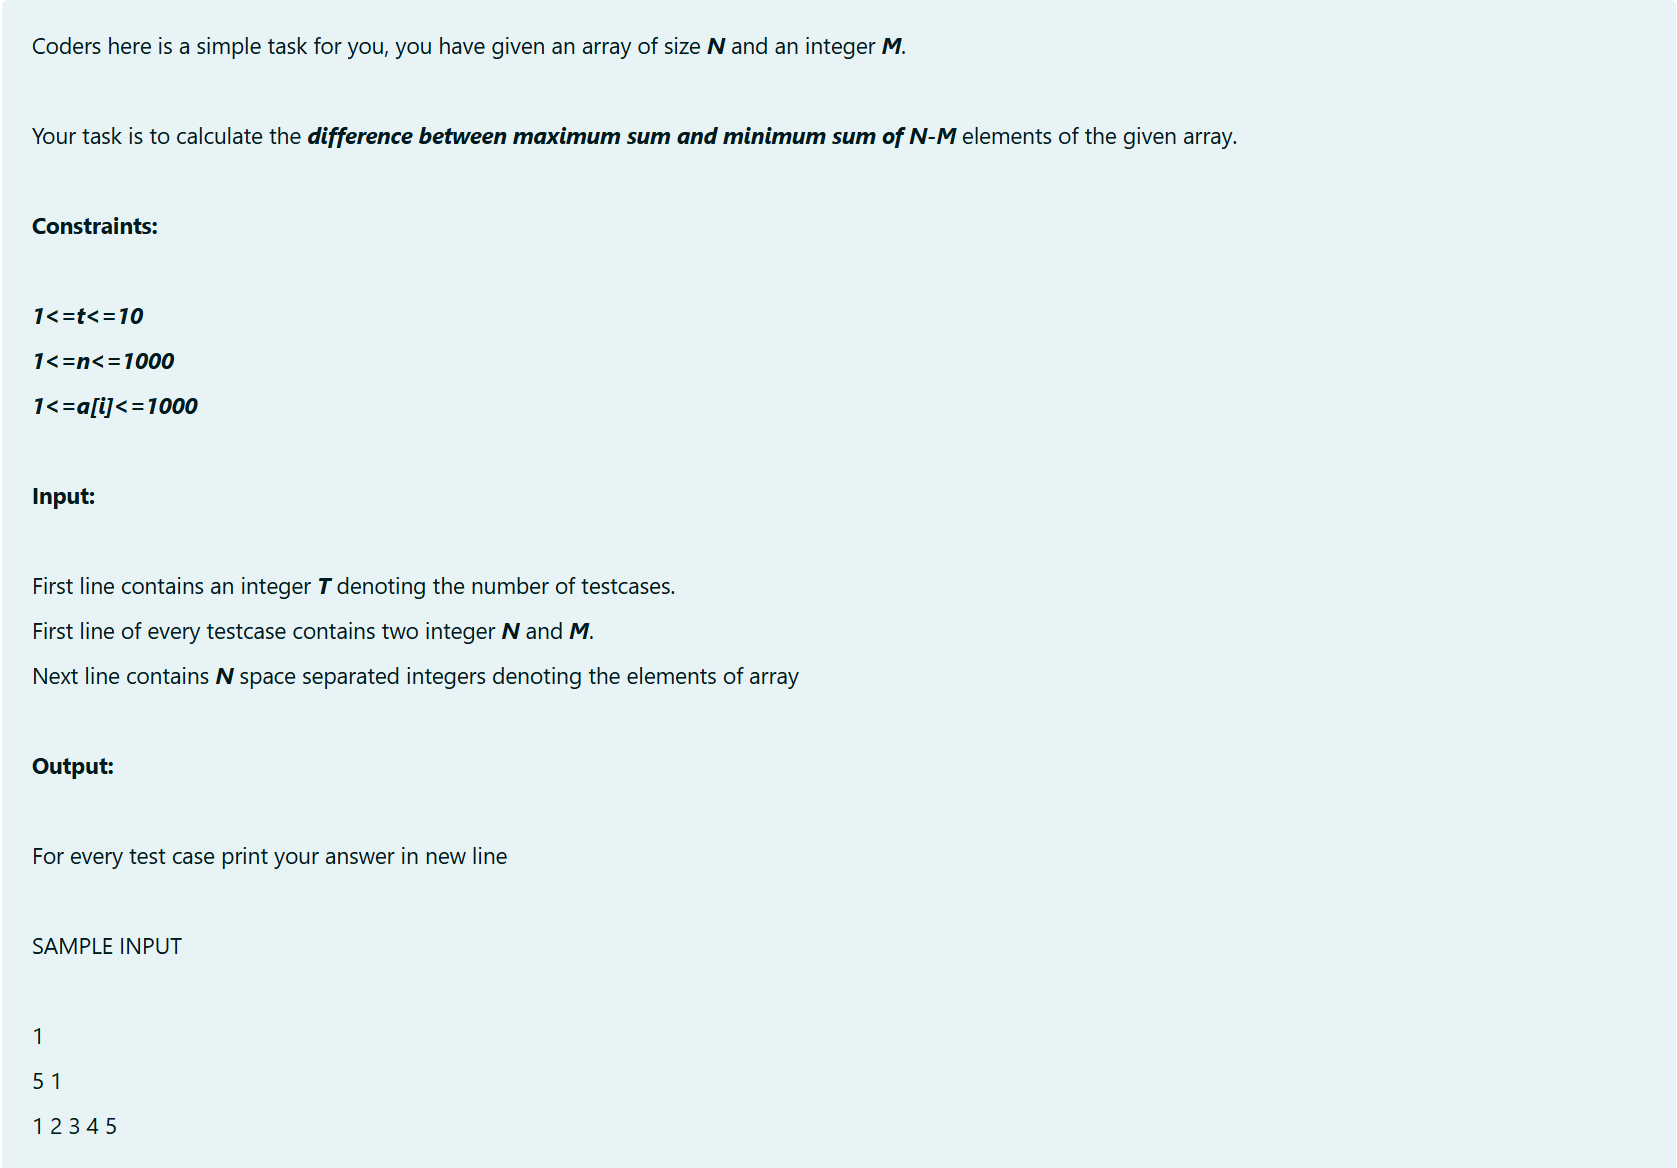 Coders here is a simple task for you, you have given an array of size N and an integer M.
Your task is to calculate the difference between maximum sum and minimum sum of N-M elements of the given array.
Constraints:
1<=t<=10
1<=n<=1000
1<=a[i]<=1000
Input:
First line contains an integer T denoting the number of testcases.
First line of every testcase contains two integer N and M.
Next line contains N space separated integers denoting the elements of array
Output:
For every test case print your answer in new line
SAMPLE INPUT
1
5 1
1 2 3 4 5